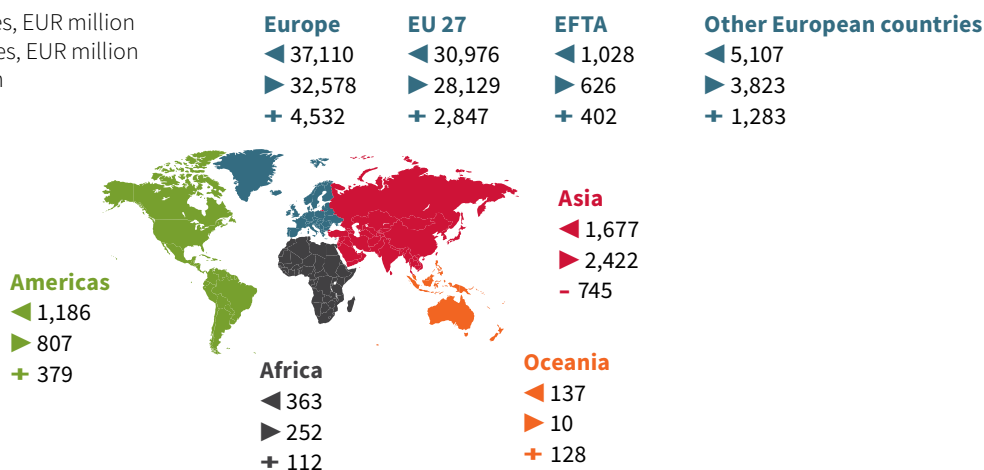 es, EUR million
es, EUR million
n
Europe
37,110
32,578
+ 4,532
EU 27
30,976
28,129
+ 2,847
EFTA
1,028
626
+ 402
Other European countries
5,107
3,823
+ 1,283
Asia
1,677
2,422
- 745
Americas
1,186
807
+ 379
Africa
363
252
+ 112
Oceania
137
10
+ 128